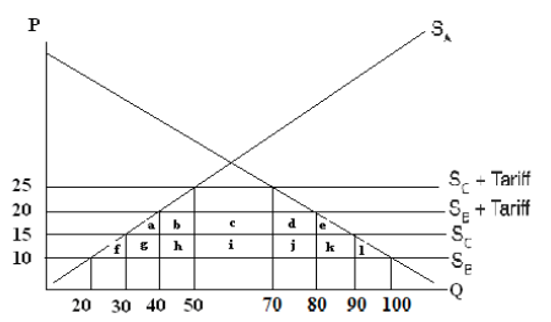 P
S_A
25
S_C + Tariff
20
S_B + Tariff
a b c d e
15
S_C
f g h i j k l
10
S_B
Q
20 30 40 50 70 80 90 100